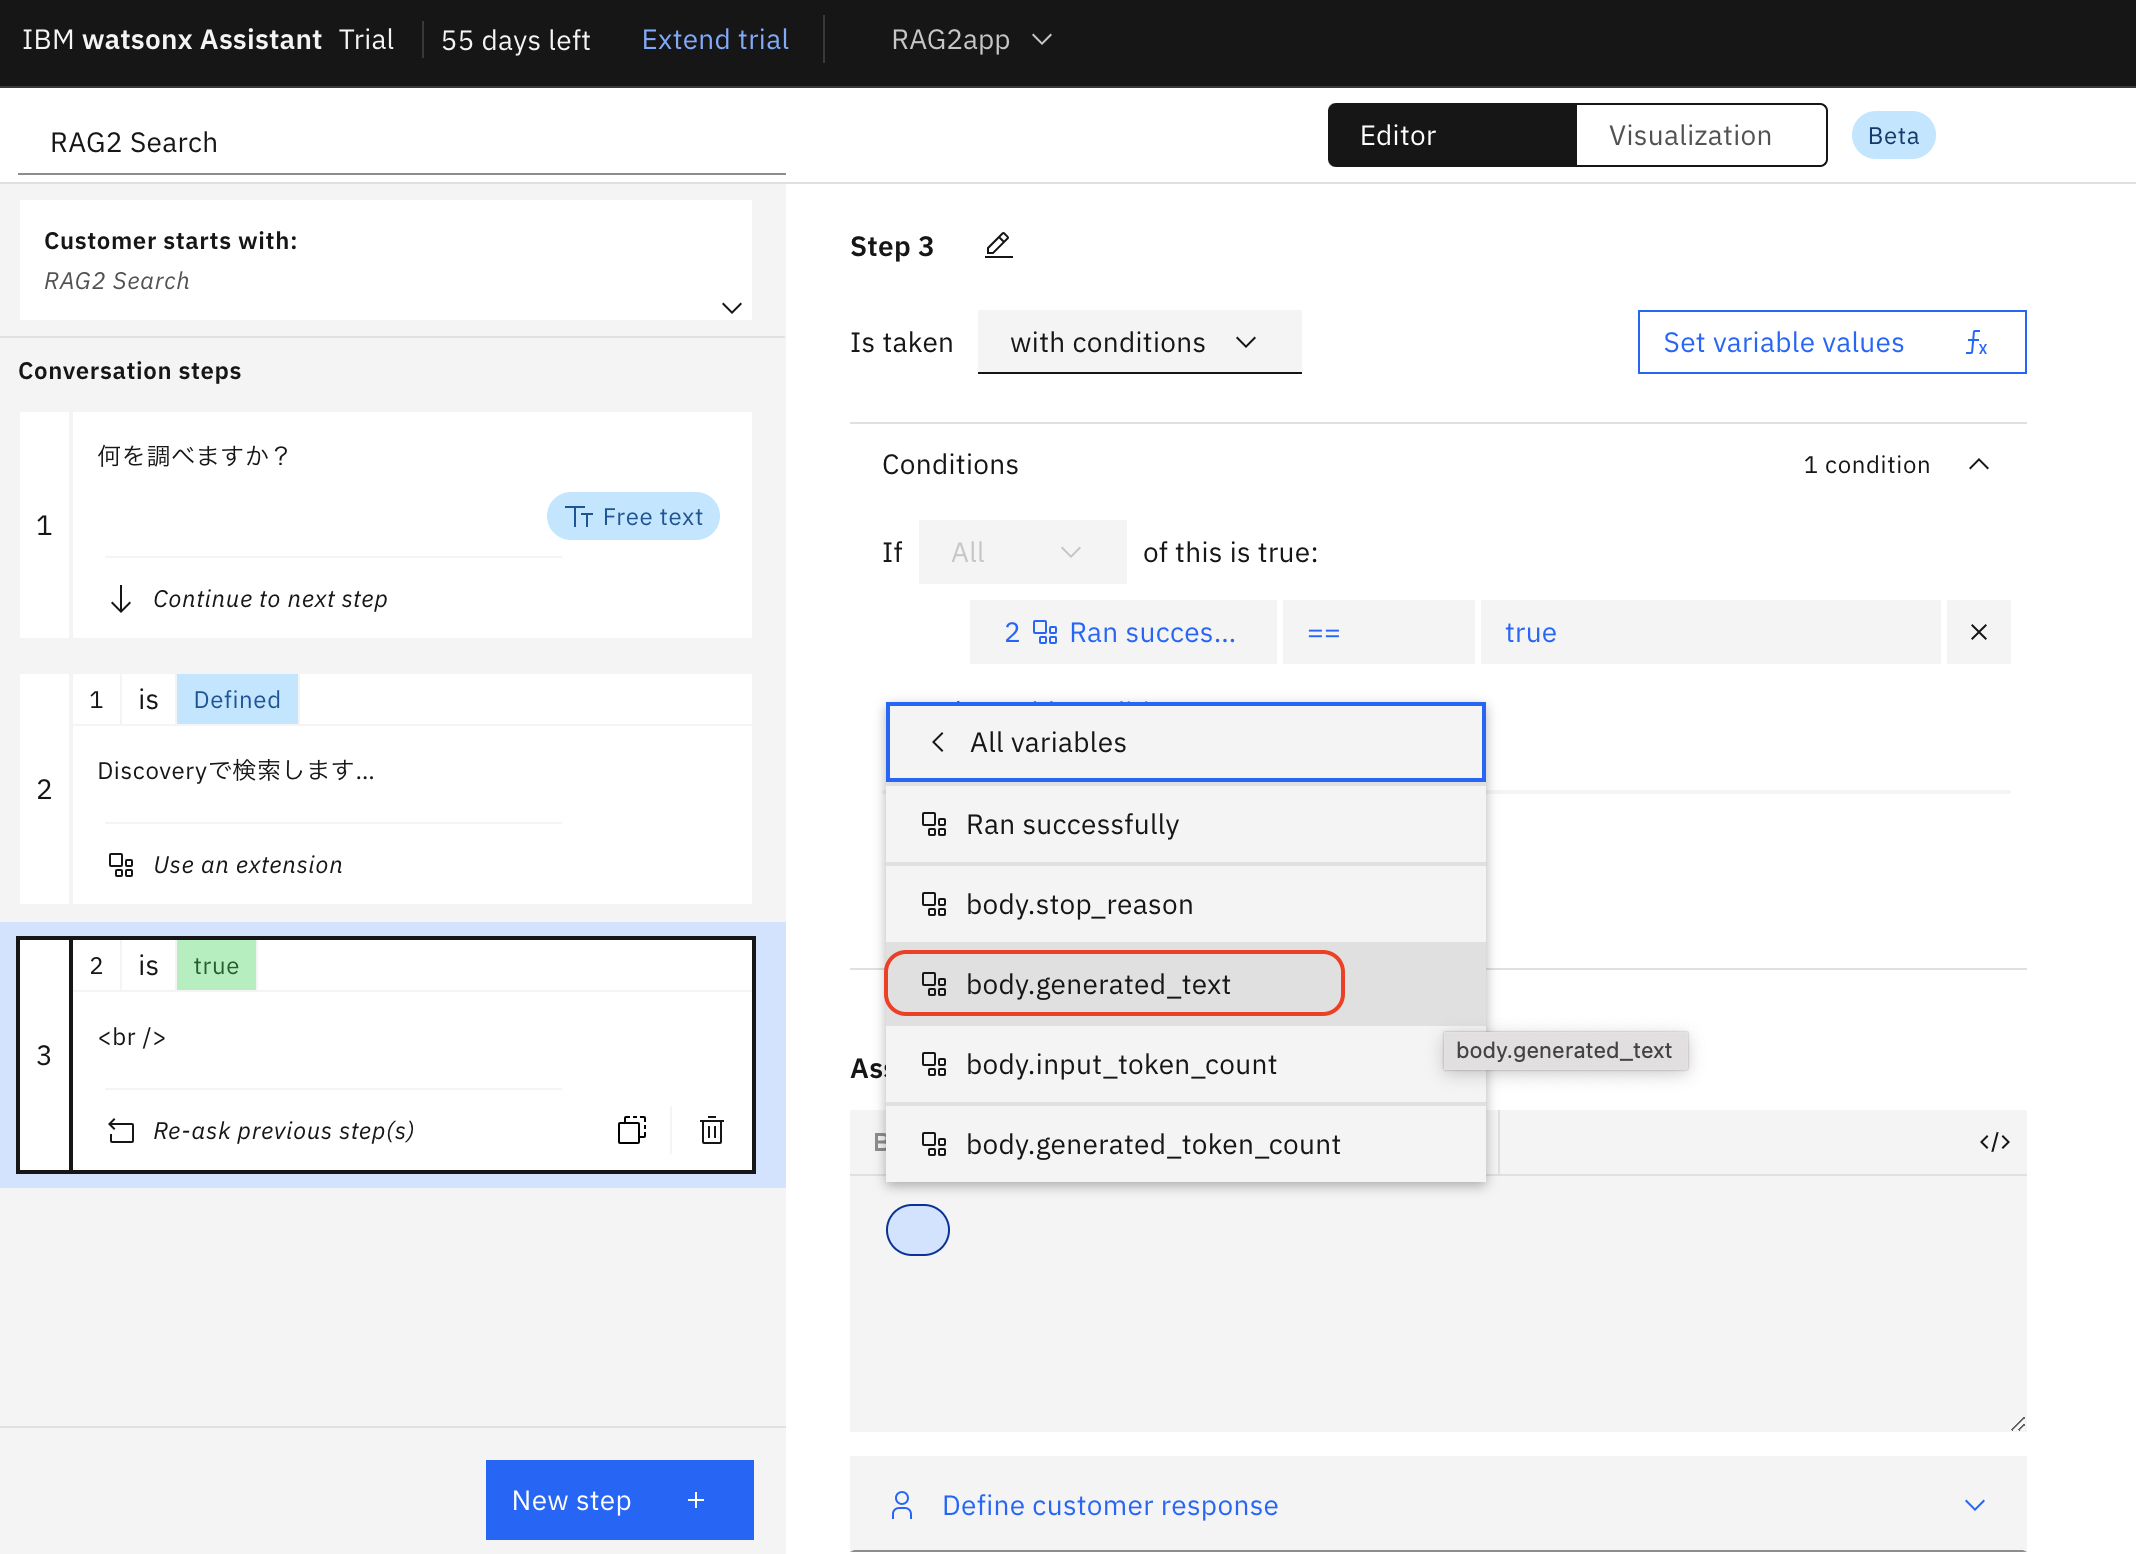 IBM watsonx Assistant Trial 55 days left Extend trial RAG2app
RAG2 Search
Editor Visualization Beta
Customer starts with:
RAG2 Search
Conversation steps
1
何を調べますか？
Free text
Continue to next step
2
1 is Defined
Discoveryで検索します...
Use an extension
3
2 is true
<br />
Re-ask previous step(s)
New step +
Step 3
Is taken with conditions Set variable values fx
Conditions 1 condition
If All of this is true:
2 Ran succes... == true
All variables
Ran successfully
body.stop_reason
body.generated_text
body.generated_text
body.input_token_count
body.generated_token_count
</>
Define customer response